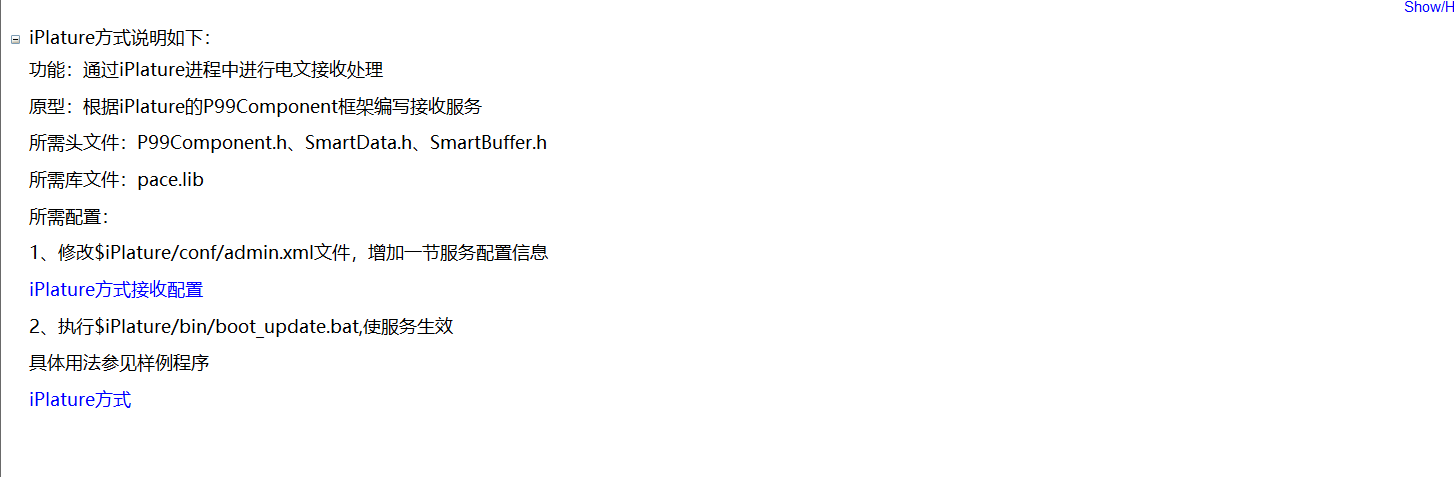 Show/H
iPlature方式说明如下：
功能：通过iPlature进程中进行电文接收处理
原型：根据iPlature的P99Component框架编写接收服务
所需头文件：P99Component.h、SmartData.h、SmartBuffer.h
所需库文件：pace.lib
所需配置：
1、修改$iPlature/conf/admin.xml文件，增加一节服务配置信息
iPlature方式接收配置
2、执行$iPlature/bin/boot_update.bat,使服务生效
具体用法参见样例程序
iPlature方式